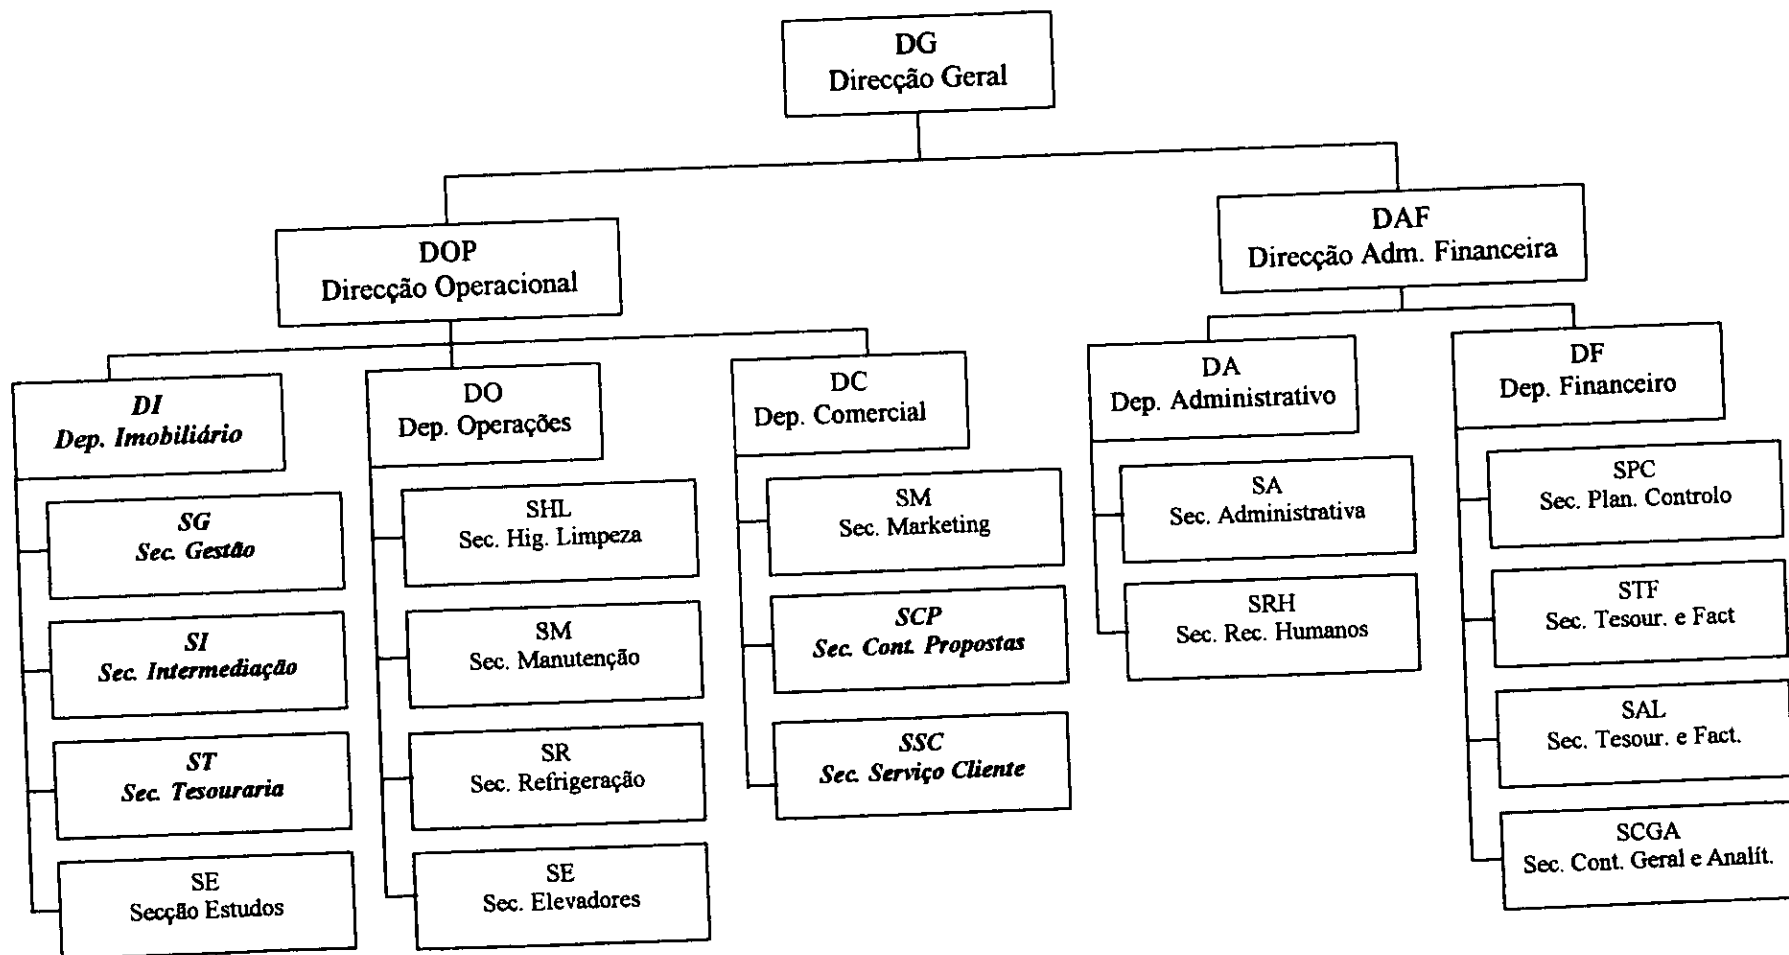 DG
Direcção Geral
DOP
Direcção Operacional
DAF
Direcção Adm. Financeira
DI
Dep. Imobiliário
DO
Dep. Operações
DC
Dep. Comercial
DA
Dep. Administrativo
DF
Dep. Financeiro
SG
Sec. Gestão
SI
Sec. Intermediação
ST
Sec. Tesouraria
SE
Secção Estudos
SHL
Sec. Hig. Limpeza
SM
Sec. Manutenção
SR
Sec. Refrigeração
SE
Sec. Elevadores
SM
Sec. Marketing
SCP
Sec. Cont. Propostas
SSC
Sec. Serviço Cliente
SA
Sec. Administrativa
SRH
Sec. Rec. Humanos
SPC
Sec. Plan. Controlo
STF
Sec. Tesour. e Fact
SAL
Sec. Tesour. e Fact.
SCGA
Sec. Cont. Geral e Analít.